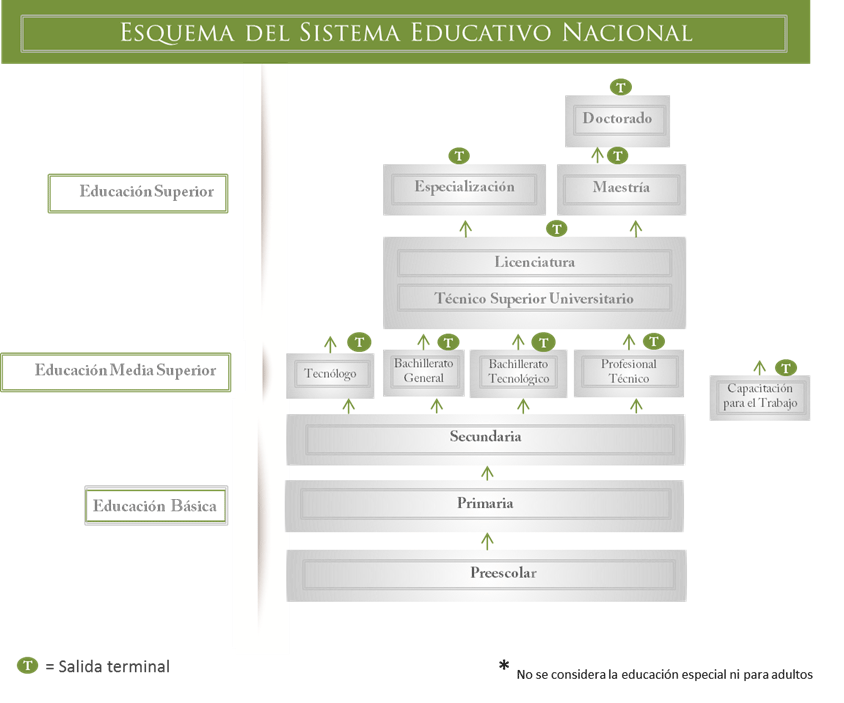 ESQUEMA DEL SISTEMA EDUCATIVO NACIONAL
T
Doctorado
T
T
Educación Superior
Especialización
Maestría
T
Licenciatura
Técnico Superior Universitario
T
T
T
T
Educación Media Superior
Tecnólogo
Bachillerato
General
Bachillerato
Tecnológico
Profesional
Técnico
T
Capacitación
para el Trabajo
Secundaria
Educación Básica
Primaria
Preescolar
T = Salida terminal
* No se considera la educación especial ni para adultos